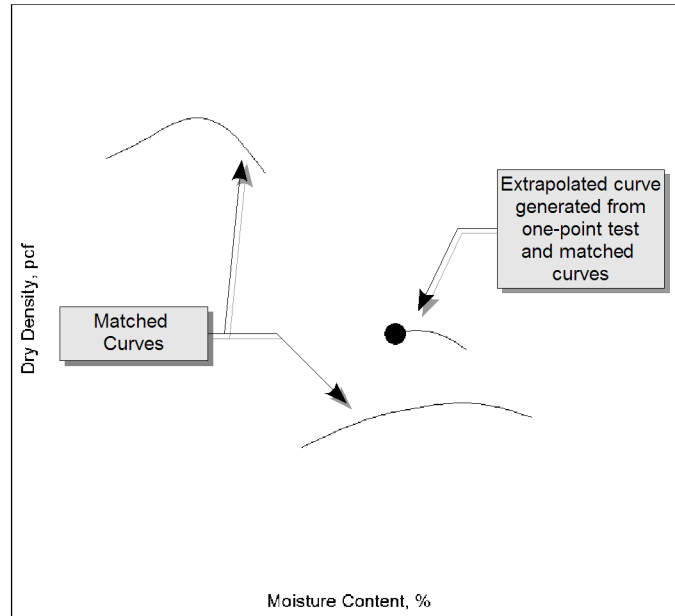 Extrapolated curve
generated from
one-point test
and matched
curves
Matched
Curves
Dry Density, pcf
Moisture Content, %